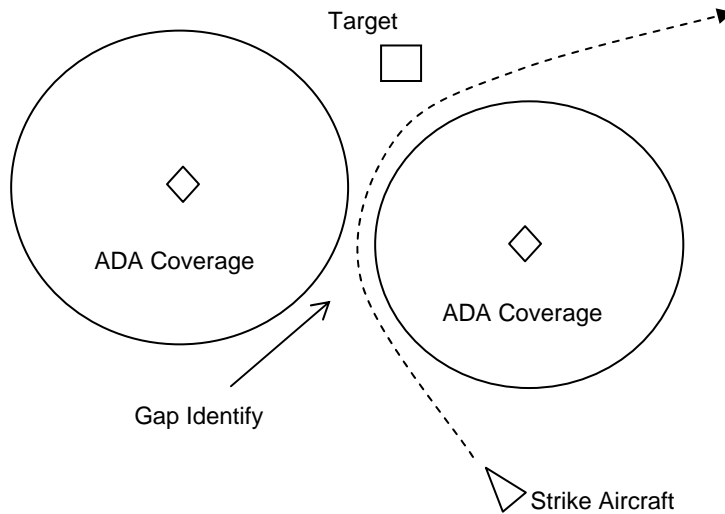 Target
ADA Coverage
ADA Coverage
Gap Identify
Strike Aircraft